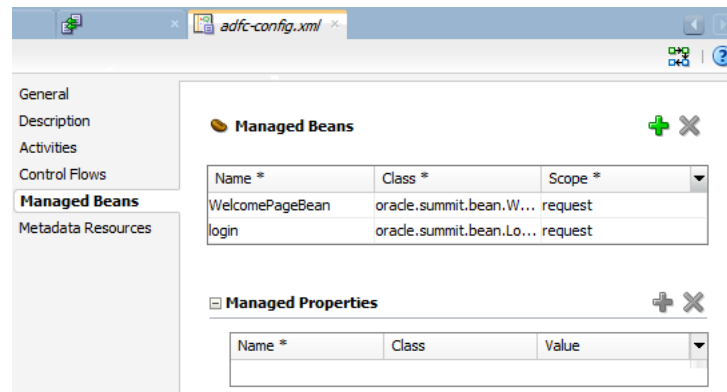 adfc-config.xml
General
Description
Activities
Control Flows
Managed Beans
Metadata Resources
Managed Beans
Name * Class * Scope *
WelcomePageBean oracle.summit.bean.W... request
login oracle.summit.bean.Lo... request
Managed Properties
Name * Class Value